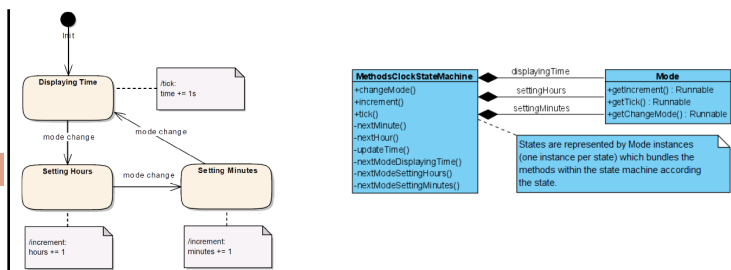 Init
Displaying Time
/tick:
time += 1s
mode change
mode change
Setting Hours
mode change
Setting Minutes
/increment:
hours += 1
/increment:
minutes += 1
MethodsClockStateMachine
+changeMode()
+increment()
+tick()
-nextMinute()
-nextHour()
-updateTime()
-nextModeDisplayingTime()
-nextModeSettingHours()
-nextModeSettingMinutes()
displayingTime
settingHours
settingMinutes
Mode
+getIncrement() : Runnable
+getTick() : Runnable
+getChangeMode() : Runnable
States are represented by Mode instances
(one instance per state) which bundles the
methods within the state machine according
the state.